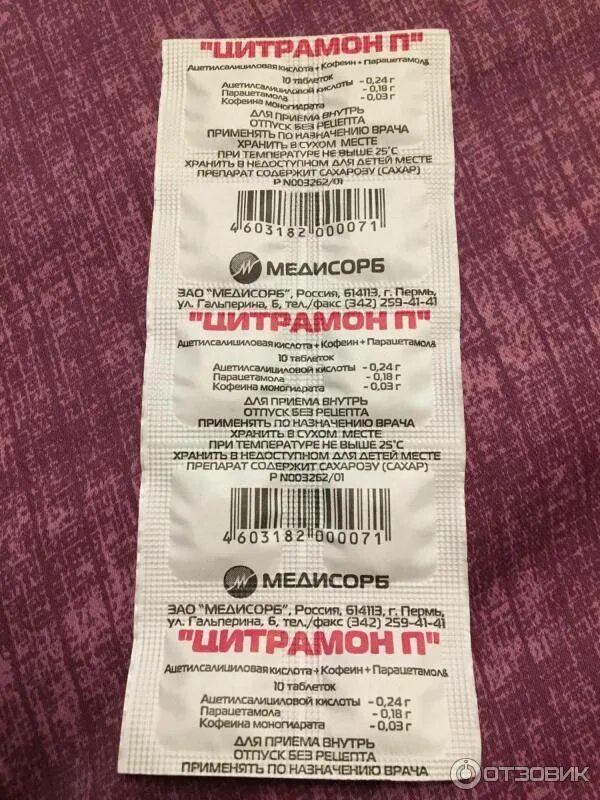 "ЦИТРАМОН П"
Ацетилсалициловая кислота + Кофеин + Парацетамол&
10 таблеток
Ацетилсалициловой кислоты - 0,24 г
Парацетамола - 0,18 г
Кофеина моногидрата - 0,03 г
ДЛЯ ПРИЕМА ВНУТРЬ
ОТПУСК БЕЗ РЕЦЕПТА
ПРИМЕНЯТЬ ПО НАЗНАЧЕНИЮ ВРАЧА
ХРАНИТЬ В СУХОМ МЕСТЕ
ПРИ ТЕМПЕРАТУРЕ НЕ ВЫШЕ 25°С
ХРАНИТЬ В НЕДОСТУПНОМ ДЛЯ ДЕТЕЙ МЕСТЕ
ПРЕПАРАТ СОДЕРЖИТ САХАРОЗУ (САХАР)
Р N003262/01
4 603182 000071
МЕДИСОРБ
ЗАО "МЕДИСОРБ", Россия, 614113, г. Пермь,
ул. Гальперина, 6, тел./факс (342) 259-41-41
"ЦИТРАМОН П"
Ацетилсалициловая кислота + Кофеин + Парацетамол&
10 таблеток
Ацетилсалициловой кислоты - 0,24 г
Парацетамола - 0,18 г
Кофеина моногидрата - 0,03 г
ДЛЯ ПРИЕМА ВНУТРЬ
ОТПУСК БЕЗ РЕЦЕПТА
ПРИМЕНЯТЬ ПО НАЗНАЧЕНИЮ ВРАЧА
ХРАНИТЬ В СУХОМ МЕСТЕ
ПРИ ТЕМПЕРАТУРЕ НЕ ВЫШЕ 25°С
ХРАНИТЬ В НЕДОСТУПНОМ ДЛЯ ДЕТЕЙ МЕСТЕ
ПРЕПАРАТ СОДЕРЖИТ САХАРОЗУ (САХАР)
Р N003262/01
4 603182 000071
МЕДИСОРБ
ЗАО "МЕДИСОРБ", Россия, 614113, г. Пермь,
ул. Гальперина, 6, тел./факс (342) 259-41-41
"ЦИТРАМОН П"
Ацетилсалициловая кислота + Кофеин + Парацетамол&
10 таблеток
Ацетилсалициловой кислоты - 0,24 г
Парацетамола - 0,18 г
Кофеина моногидрата - 0,03 г
ДЛЯ ПРИЕМА ВНУТРЬ
ОТПУСК БЕЗ РЕЦЕПТА
ПРИМЕНЯТЬ ПО НАЗНАЧЕНИЮ ВРАЧА
ОТЗОВИК